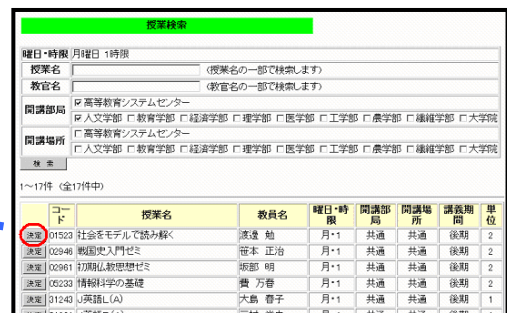 授業検索
曜日・時限 月曜日 1時限
授業名 (授業名の一部で検索します)
教官名 (教官名の一部で検索します)
開講部局 高等教育システムセンター
人文学部 教育学部 経済学部 理学部 医学部 工学部 農学部 繊維学部 大学院
開講場所 高等教育システムセンター
人文学部 教育学部 経済学部 理学部 医学部 工学部 農学部 繊維学部 大学院
検 索
1~17件 (全17件中)
コード 授業名 教員名 曜日・時限 開講部局 開講場所 講義期間 単位
決定 01523 社会をモデルで読み解く 渡邉 勉 月・1 共通 共通 後期 2
決定 02946 戦国史入門ゼミ 笹本 正治 月・1 共通 共通 後期 2
決定 02961 初期仏教思想ゼミ 坂部 明 月・1 共通 共通 後期 2
決定 05233 情報科学の基礎 費 万春 月・1 共通 共通 後期 2
決定 31243 J英語L(A) 大島 春子 月・1 共通 共通 後期 1